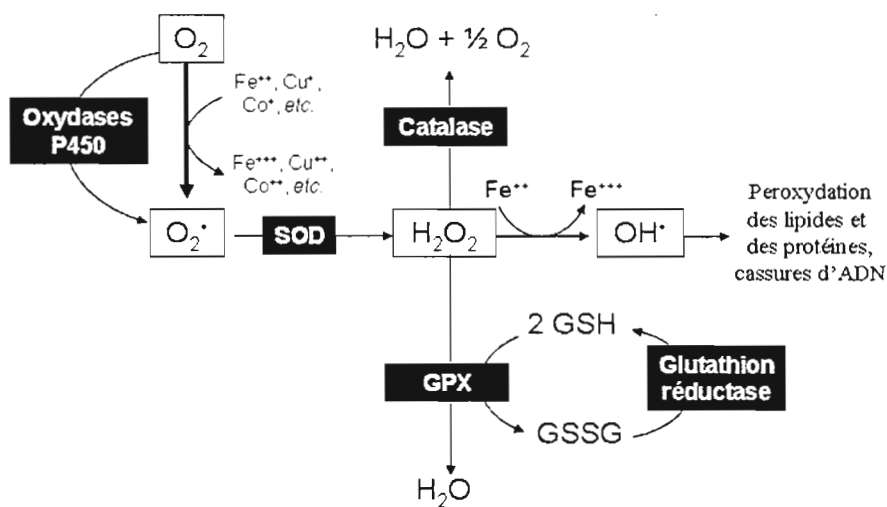 O₂
H₂O + ½ O₂
Fe⁺⁺, Cu⁺,
Co⁺, etc.
Oxydases
P450
Catalase
Fe⁺⁺⁺, Cu⁺⁺,
Co⁺⁺, etc.
Fe⁺⁺
Fe⁺⁺⁺
O₂•
SOD
H₂O₂
OH•
Peroxydation
des lipides et
des protéines,
cassures d'ADN
2 GSH
GPX
Glutathion
réductase
GSSG
H₂O